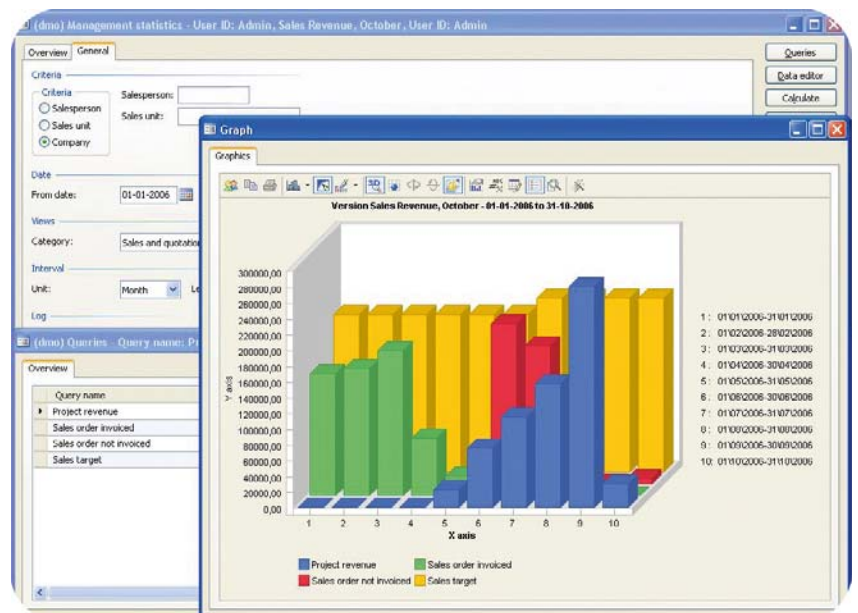 (dmo) Management statistics - User ID: Admin, Sales Revenue, October, User ID: Admin
Overview General
Queries
Data editor
Calculate
Criteria
Criteria
Salesperson
Sales unit
Company
Salesperson:
Sales unit:
Date
From date: 01-01-2006
Views
Category: Sales and quotation
Interval
Unit: Month
Log
(dmo) Queries - Query name:
Overview
Query name
Project revenue
Sales order invoiced
Sales order not invoiced
Sales target
Graph
Graphics
3D
Version Sales Revenue, October - 01-01-2006 to 31-10-2006
Y axis
300000,00
280000,00
260000,00
240000,00
220000,00
200000,00
180000,00
160000,00
140000,00
120000,00
100000,00
80000,00
60000,00
40000,00
20000,00
0,00
1 2 3 4 5 6 7 8 9 10
X axis
1 : 01\01\2006-31\01\2006
2 : 01\02\2006-28\02\2006
3 : 01\03\2006-31\03\2006
4 : 01\04\2006-30\04\2006
5 : 01\05\2006-31\05\2006
6 : 01\06\2006-30\06\2006
7 : 01\07\2006-31\07\2006
8 : 01\08\2006-31\08\2006
9 : 01\09\2006-30\09\2006
10: 01\10\2006-31\10\2006
Project revenue Sales order invoiced
Sales order not invoiced Sales target